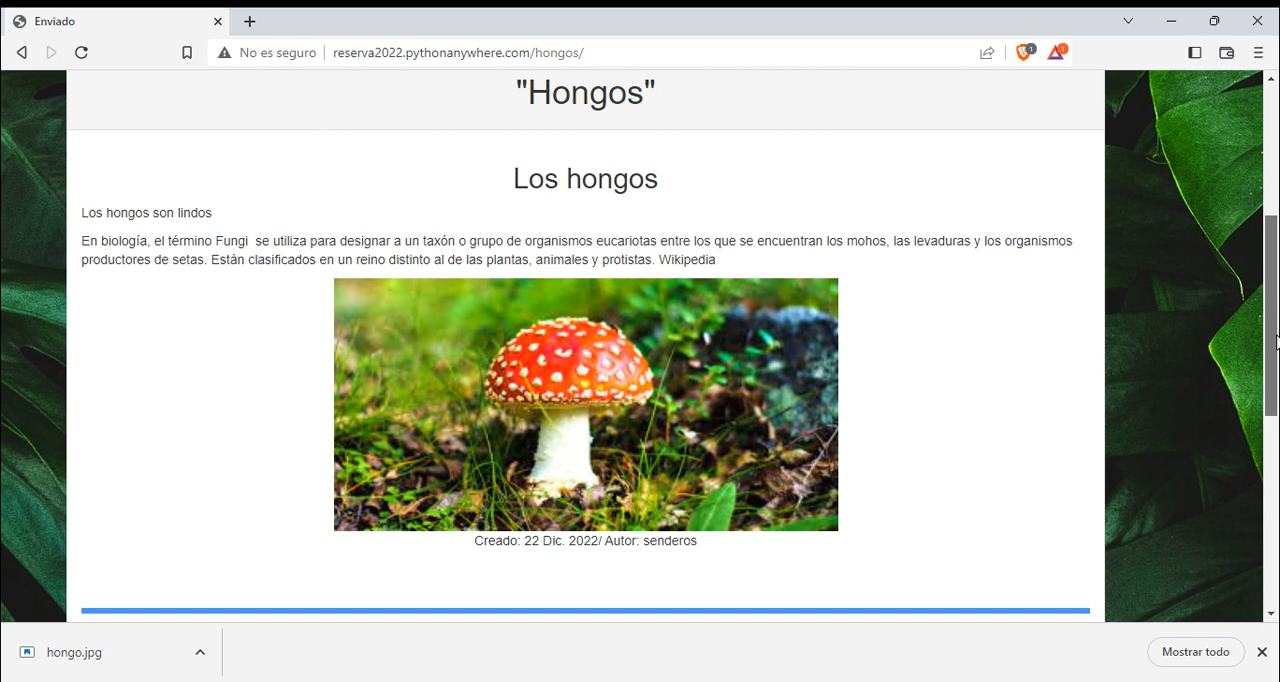 Enviado
No es seguro
reserva2022.pythonanywhere.com/hongos/
1
1
"Hongos"
Los hongos
Los hongos son lindos
En biología, el término Fungi  se utiliza para designar a un taxón o grupo de organismos eucariotas entre los que se encuentran los mohos, las levaduras y los organismos
productores de setas. Están clasificados en un reino distinto al de las plantas, animales y protistas. Wikipedia
Creado: 22 Dic. 2022/ Autor: senderos
hongo.jpg
Mostrar todo